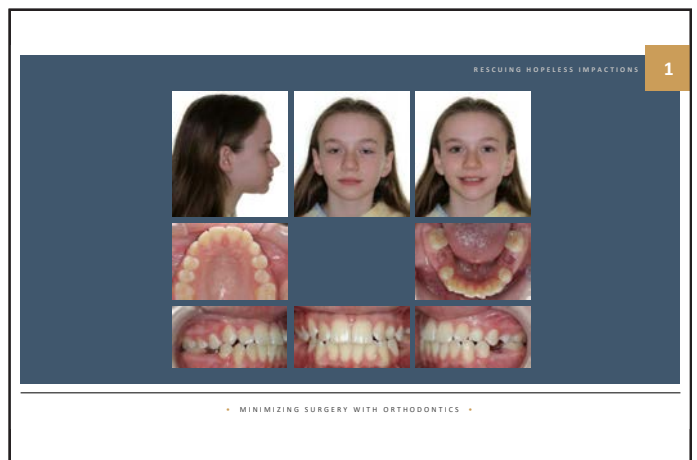 RESCUING HOPELESS IMPACTIONS
1
• MINIMIZING SURGERY WITH ORTHODONTICS •